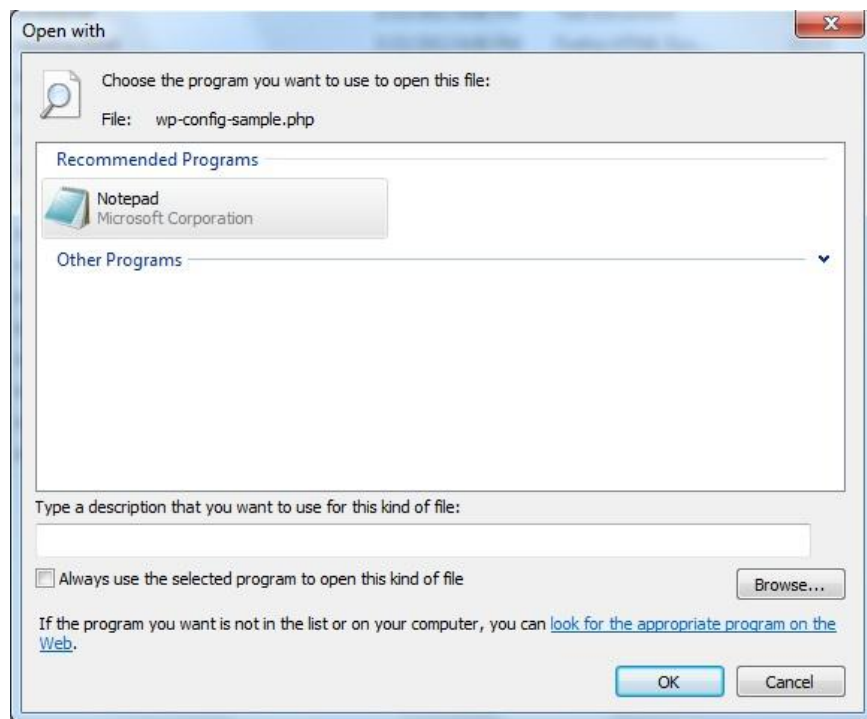 Open with
Choose the program you want to use to open this file:
File: wp-config-sample.php
Recommended Programs
Notepad
Microsoft Corporation
Other Programs
Type a description that you want to use for this kind of file:
Always use the selected program to open this kind of file
Browse...
If the program you want is not in the list or on your computer, you can look for the appropriate program on the
Web.
OK Cancel